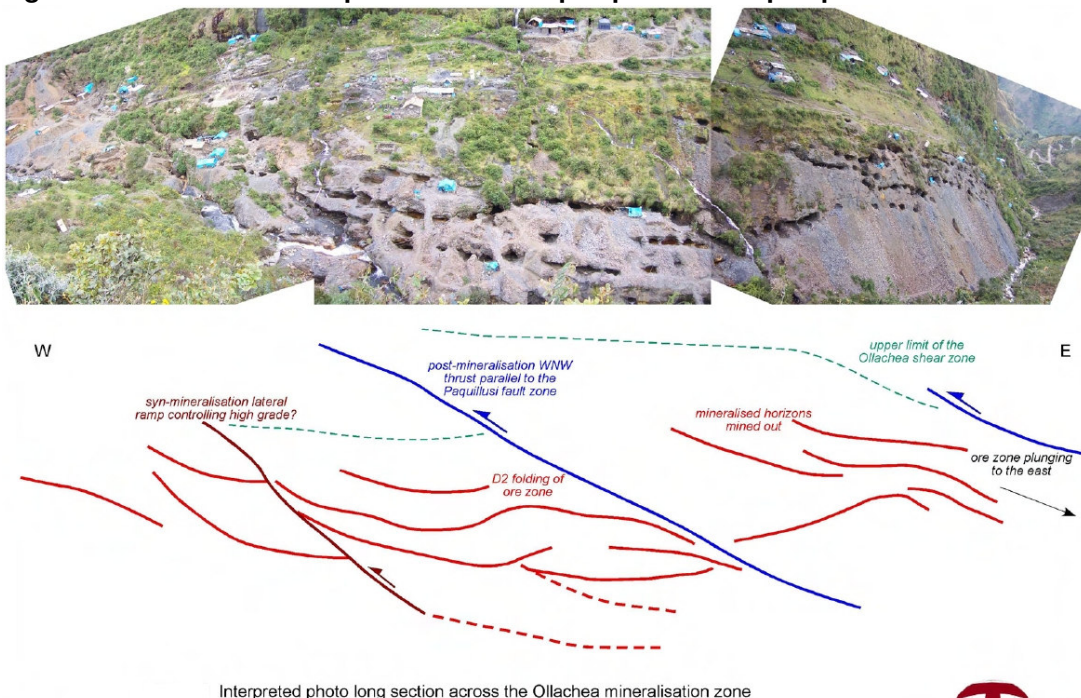 W
E
upper limit of the
Ollachea shear zone
post-mineralisation WNW
thrust parallel to the
Paquillusi fault zone
syn-mineralisation lateral
ramp controlling high grade?
mineralised horizons
mined out
ore zone plunging
to the east
D2 folding of
ore zone
Interpreted photo long section across the Ollachea mineralisation zone